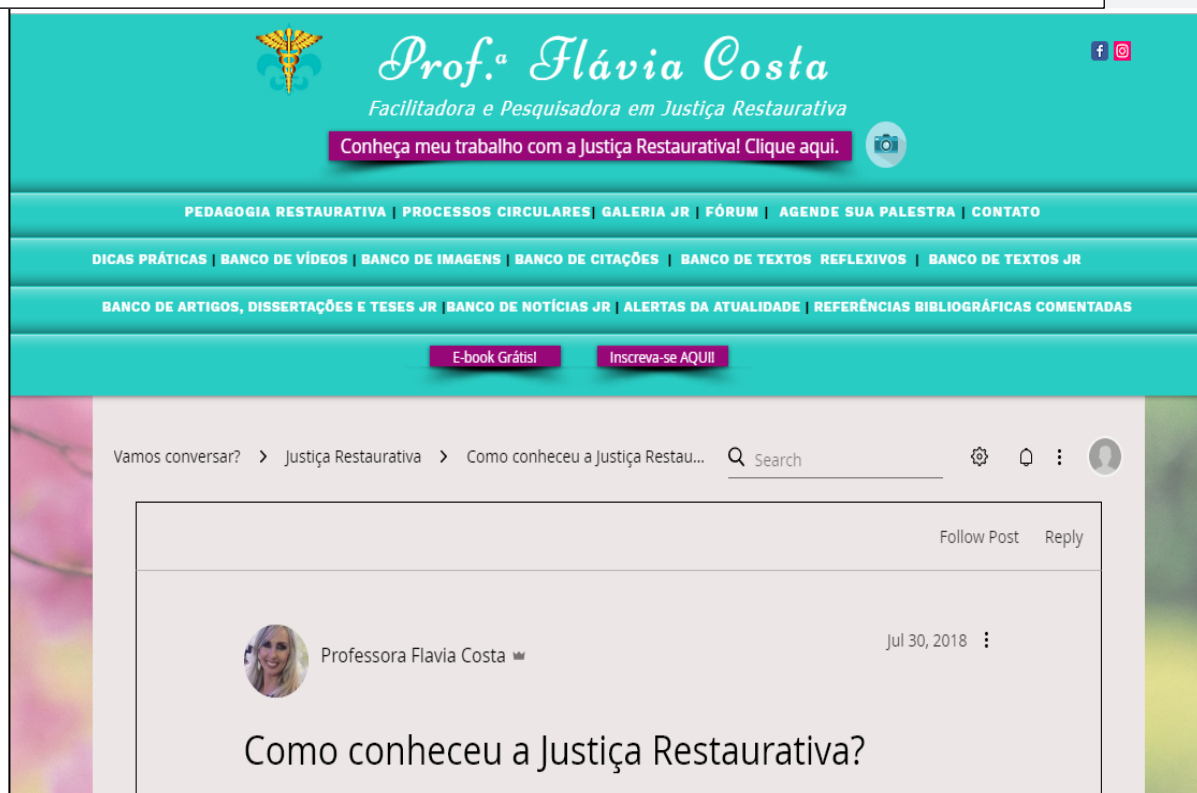 Prof.ª Flávia Costa
Facilitadora e Pesquisadora em Justiça Restaurativa
Conheça meu trabalho com a Justiça Restaurativa! Clique aqui.
PEDAGOGIA RESTAURATIVA | PROCESSOS CIRCULARES| GALERIA JR | FÓRUM | AGENDE SUA PALESTRA | CONTATO
DICAS PRÁTICAS | BANCO DE VÍDEOS | BANCO DE IMAGENS | BANCO DE CITAÇÕES | BANCO DE TEXTOS REFLEXIVOS | BANCO DE TEXTOS JR
BANCO DE ARTIGOS, DISSERTAÇÕES E TESES JR |BANCO DE NOTÍCIAS JR | ALERTAS DA ATUALIDADE | REFERÊNCIAS BIBLIOGRÁFICAS COMENTADAS
E-book Grátis! Inscreva-se AQUI!
Vamos conversar? > Justiça Restaurativa > Como conheceu a Justiça Restau... Search
Follow Post Reply
Professora Flavia Costa Jul 30, 2018
Como conheceu a Justiça Restaurativa?